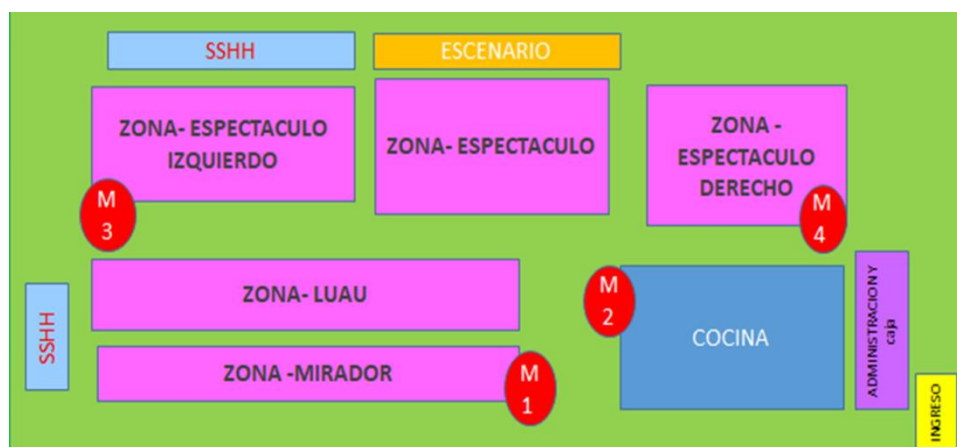 SSHH
ESCENARIO
ZONA- ESPECTACULO
IZQUIERDO
ZONA- ESPECTACULO
ZONA -
ESPECTACULO
DERECHO
M
3
M
4
ZONA- LUAU
M
2
COCINA
ADMINISTRACION Y
caja
SSHH
ZONA -MIRADOR
M
1
INGRESO